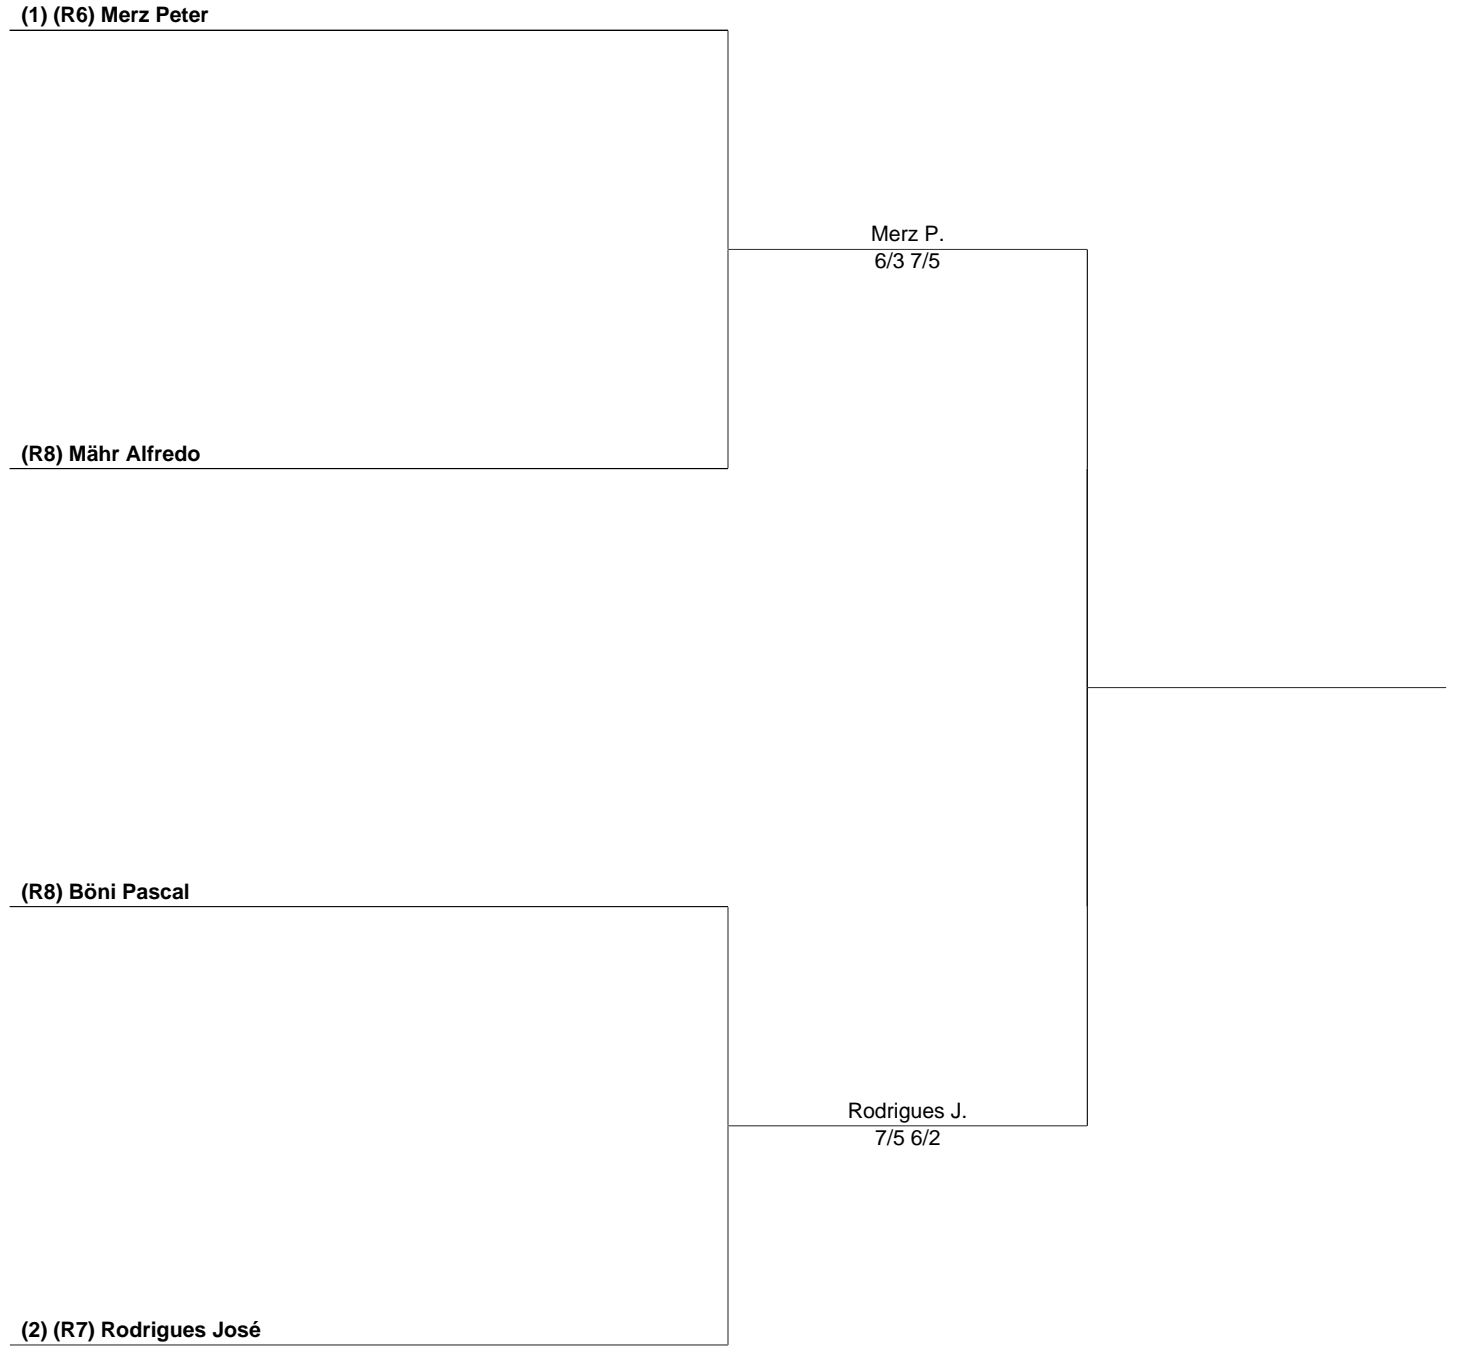 (1) (R6) Merz Peter
Merz P.
6/3 7/5
(R8) Mähr Alfredo
(R8) Böni Pascal
Rodrigues J.
7/5 6/2
(2) (R7) Rodrigues José